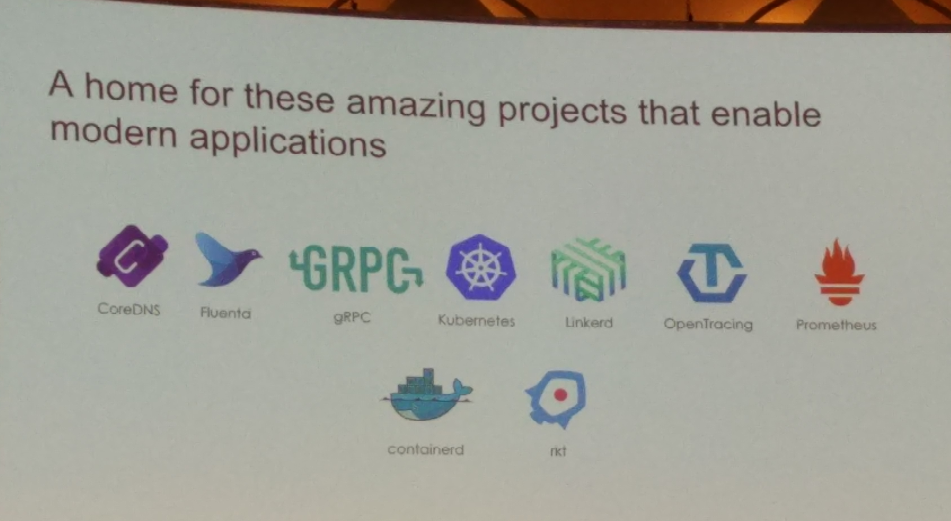 A home for these amazing projects that enable
modern applications
GRPC
CoreDNS
Fluentd
gRPC
Kubernetes
Linkerd
OpenTracing
Prometheus
containerd
rkt